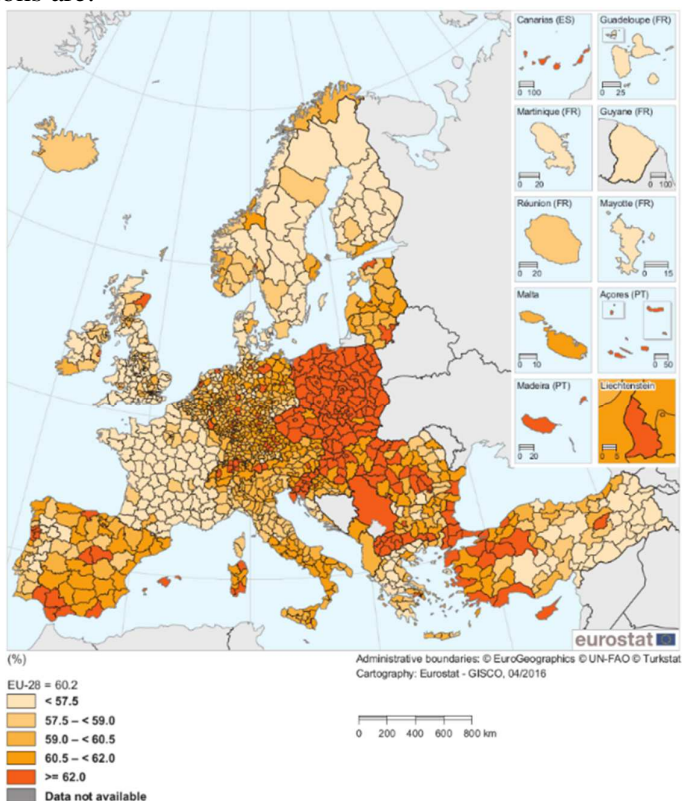 ons are.
Canarias (ES)
0 100
Guadeloupe (FR)
0 25
Martinique (FR)
0 20
Guyane (FR)
0 100
Réunion (FR)
0 20
Mayotte (FR)
0 15
Malta
0 10
Açores (PT)
0 50
Madeira (PT)
0 20
Liechtenstein
0 5
eurostat
(%)
Administrative boundaries: © EuroGeographics © UN-FAO © Turkstat
Cartography: Eurostat - GISCO, 04/2016
EU-28 = 60.2
< 57.5
57.5 – < 59.0
59.0 – < 60.5
60.5 – < 62.0
>= 62.0
Data not available
0 200 400 600 800 km